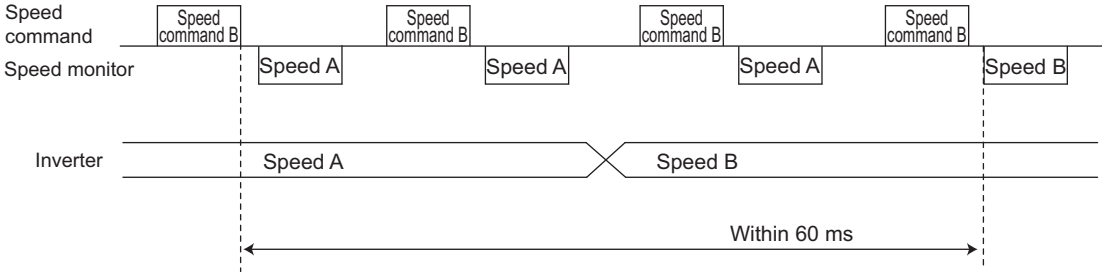 Speed
command
Speed
command B
Speed
command B
Speed
command B
Speed
command B
Speed monitor
Speed A
Speed A
Speed A
Speed B
Inverter
Speed A
Speed B
Within 60 ms